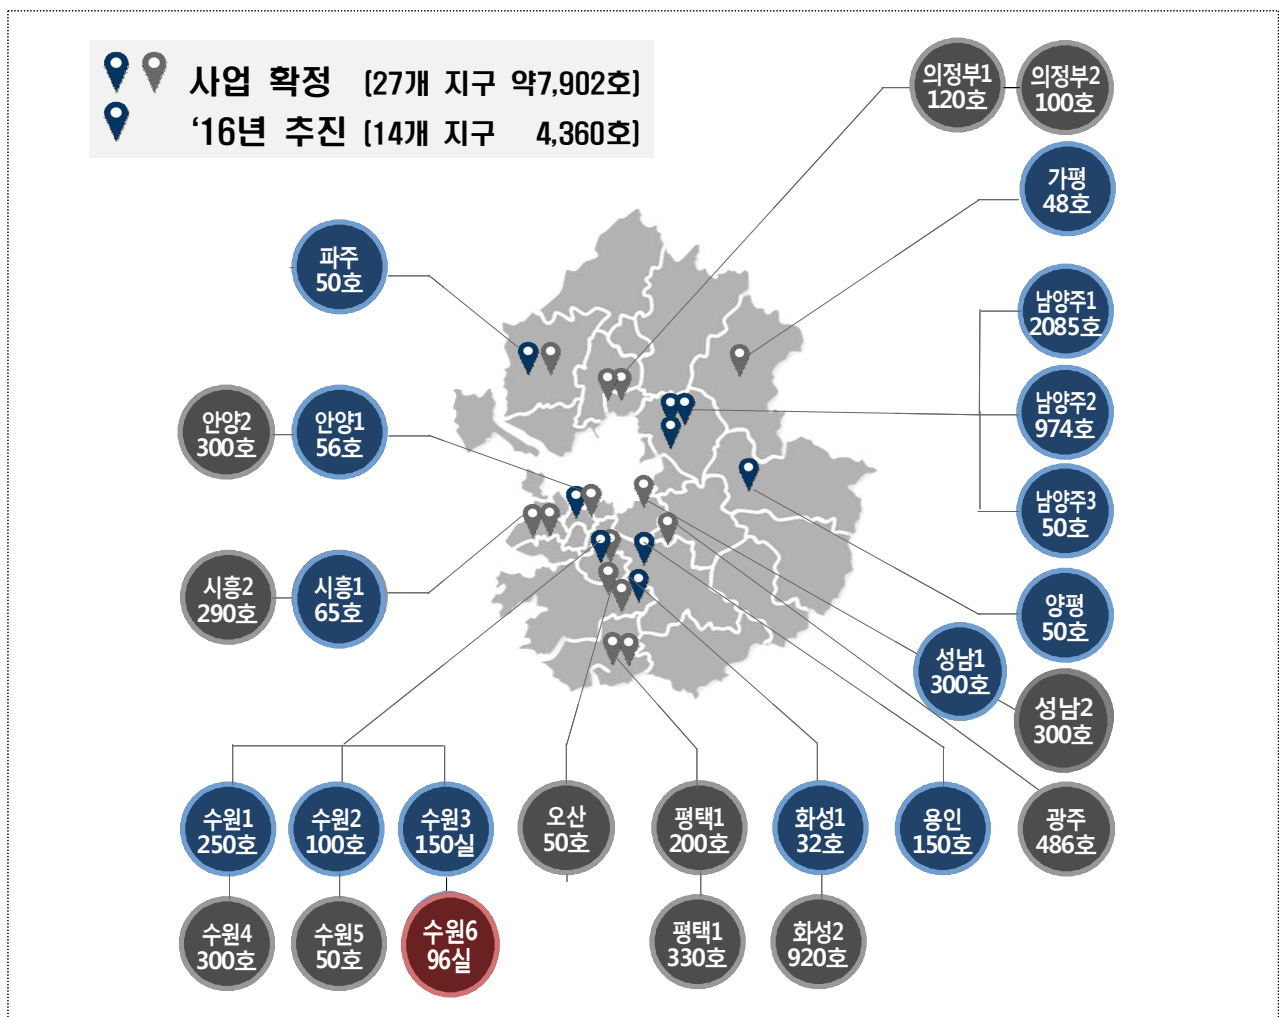 사업 확정 (27개 지구 약7,902호)
‘16년 추진 (14개 지구 4,360호)
의정부1
120호
의정부2
100호
가평
48호
파주
50호
남양주1
2085호
남양주2
974호
남양주3
50호
안양2
300호
안양1
56호
시흥2
290호
시흥1
65호
양평
50호
성남1
300호
성남2
300호
수원1
250호
수원2
100호
수원3
150실
오산
50호
평택1
200호
화성1
32호
용인
150호
광주
486호
수원4
300호
수원5
50호
수원6
96실
평택1
330호
화성2
920호